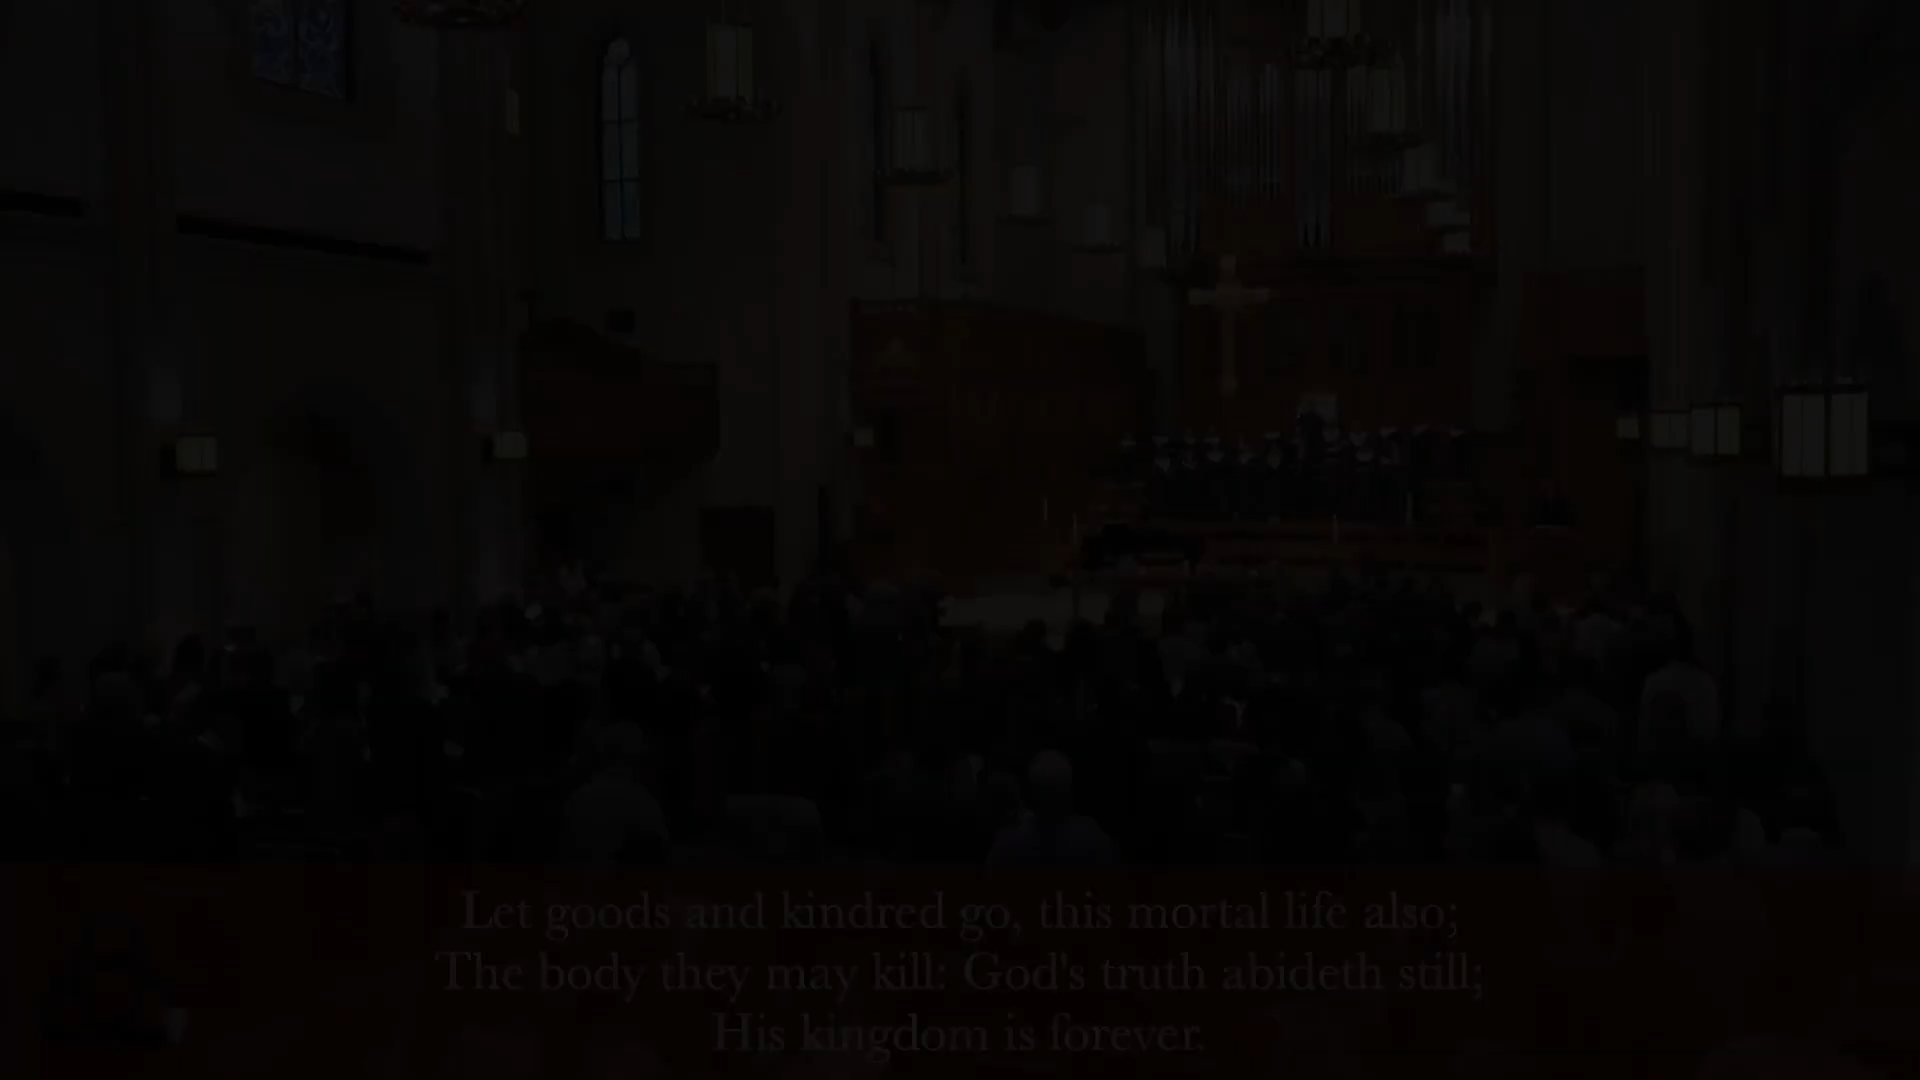 Let goods and kindred go, this mortal life also;
The body they may kill: God's truth abideth still;
His kingdom is forever.